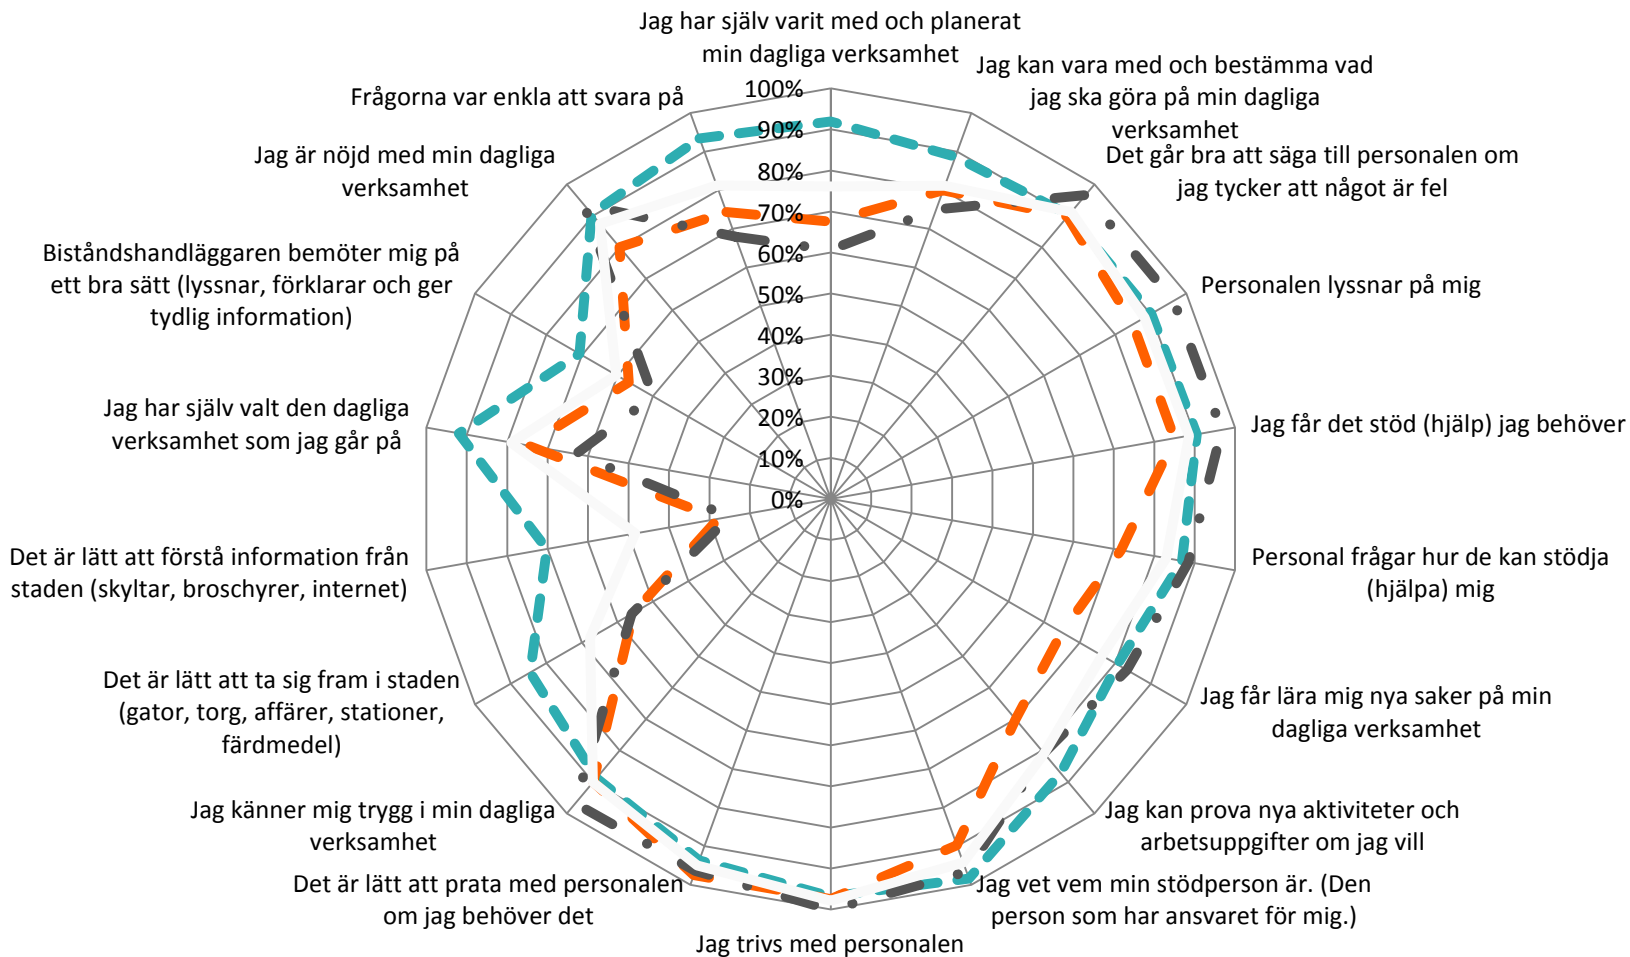 Jag har själv varit med och planerat
min dagliga verksamhet
Jag kan vara med och bestämma vad
jag ska göra på min dagliga
verksamhet
Det går bra att säga till personalen om
jag tycker att något är fel
Personalen lyssnar på mig
Jag får det stöd (hjälp) jag behöver
Personal frågar hur de kan stödja
(hjälpa) mig
Jag får lära mig nya saker på min
dagliga verksamhet
Jag kan prova nya aktiviteter och
arbetsuppgifter om jag vill
Jag vet vem min stödperson är. (Den
person som har ansvaret för mig.)
Jag trivs med personalen
Det är lätt att prata med personalen
om jag behöver det
Jag känner mig trygg i min dagliga
verksamhet
Det är lätt att ta sig fram i staden
(gator, torg, affärer, stationer,
färdmedel)
Det är lätt att förstå information från
staden (skyltar, broschyrer, internet)
Jag har själv valt den dagliga
verksamhet som jag går på
Biståndshandläggaren bemöter mig på
ett bra sätt (lyssnar, förklarar och ger
tydlig information)
Jag är nöjd med min dagliga
verksamhet
Frågorna var enkla att svara på
100%
90%
80%
70%
60%
50%
40%
30%
20%
10%
0%